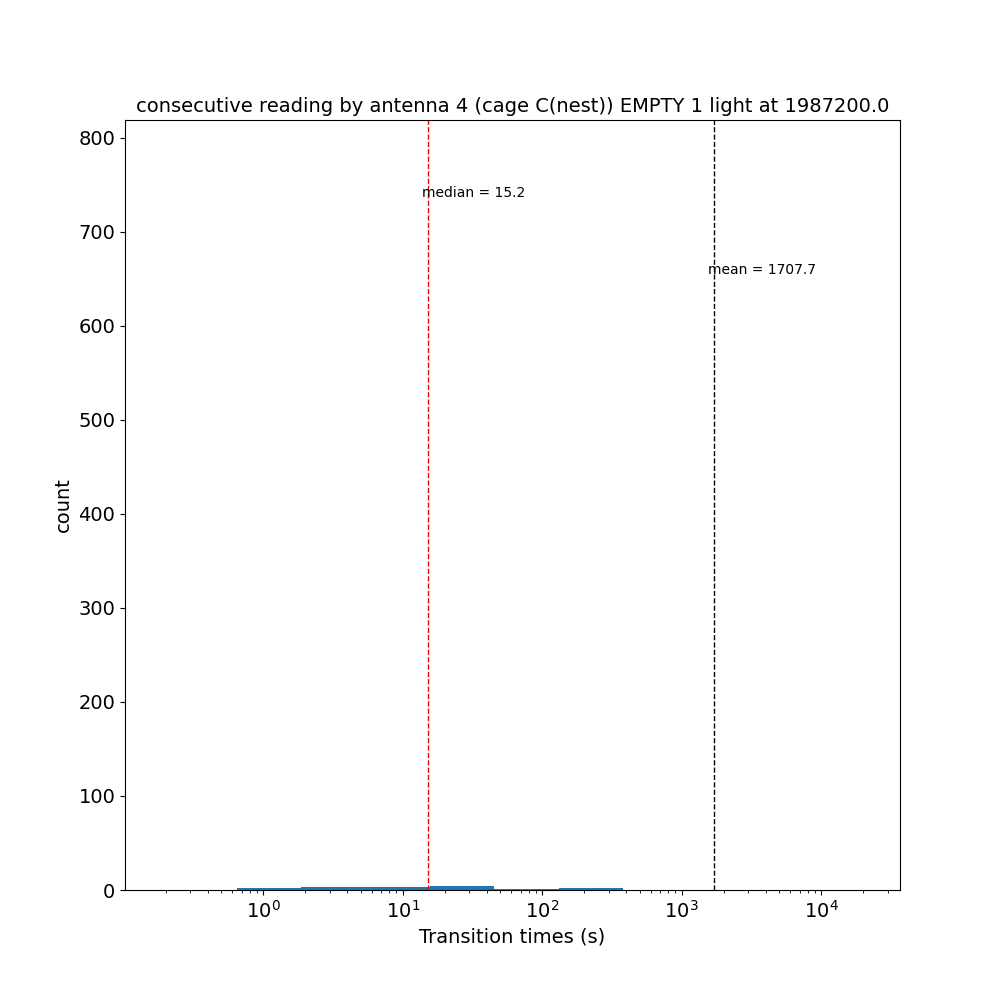 consecutive reading by antenna 4 (cage C(nest)) EMPTY 1 light at 1987200.0
800
700
600
500
400
300
200
100
0
count
median = 15.2
mean = 1707.7
10⁰ 10¹ 10² 10³ 10⁴
Transition times (s)